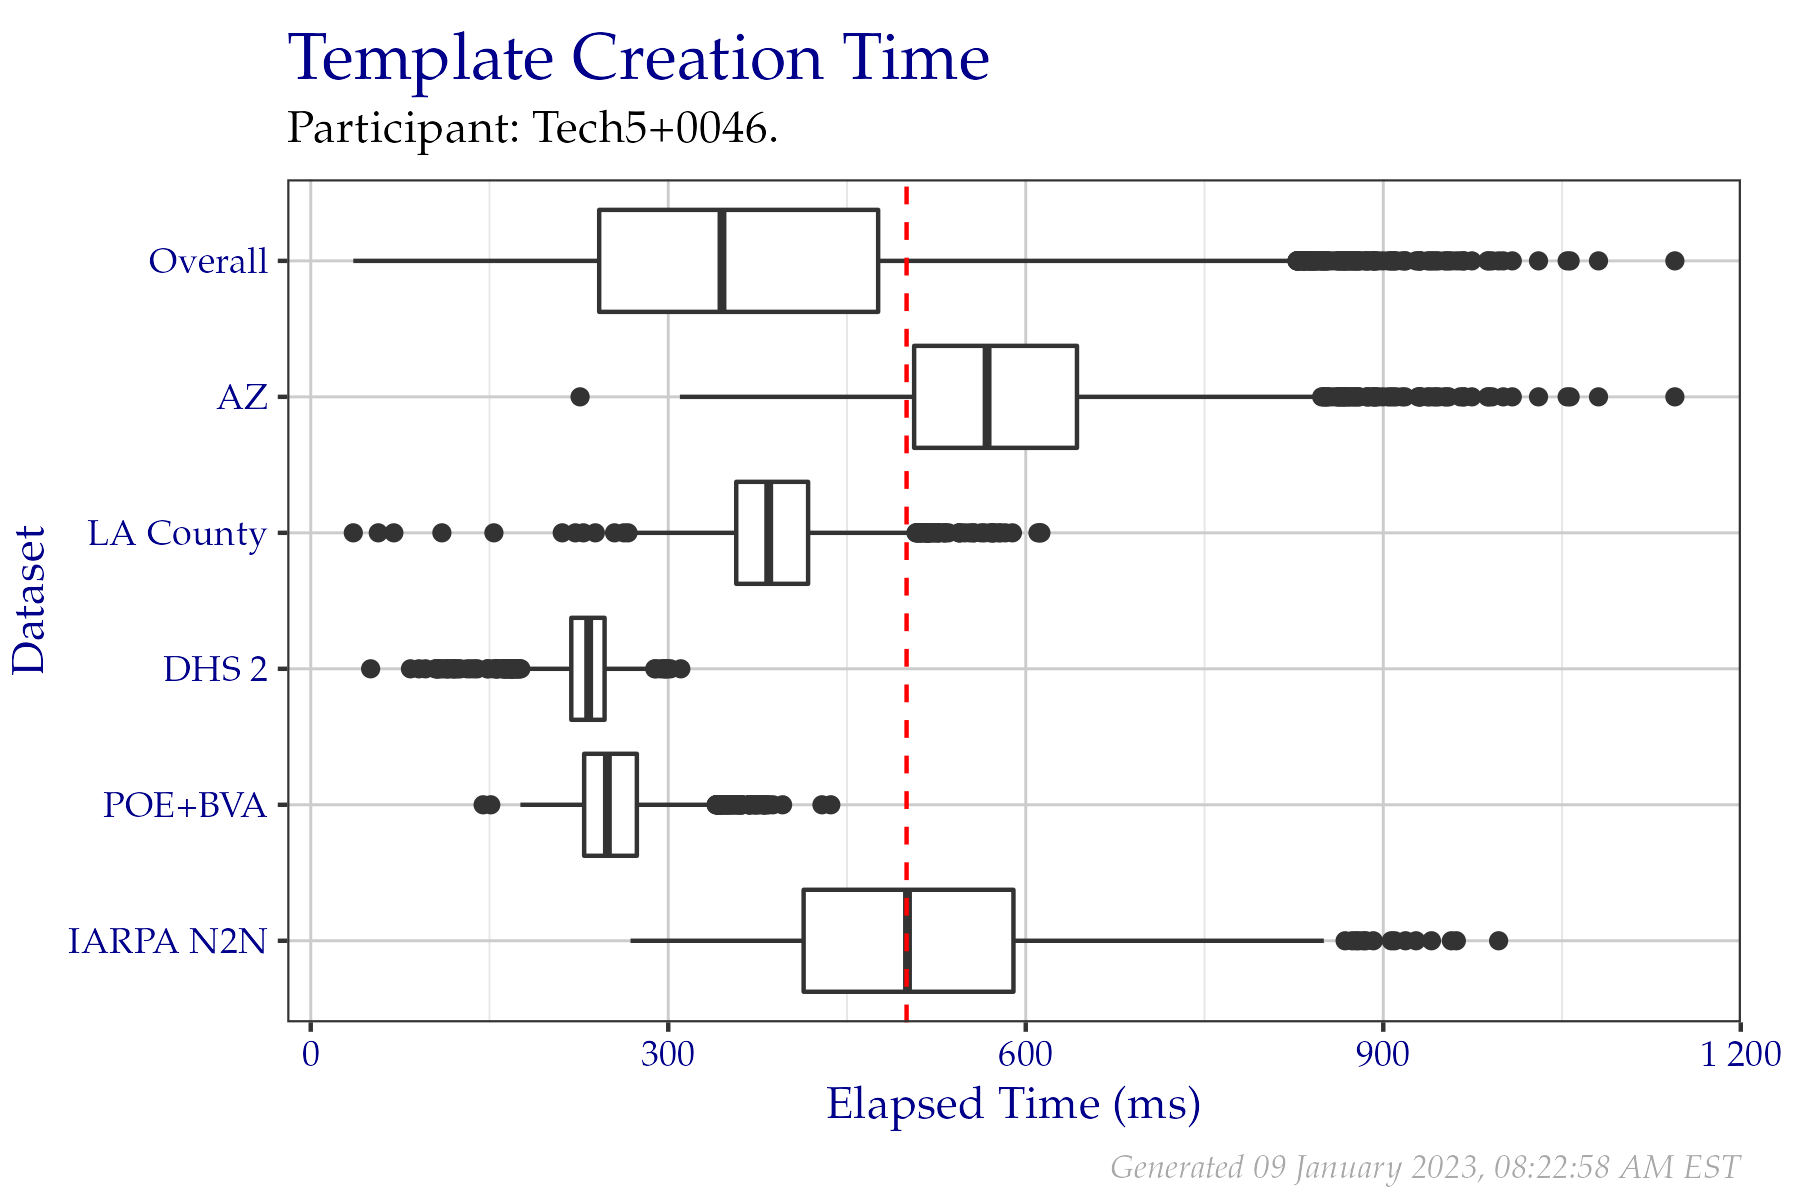 Template Creation Time
Participant: Tech5+0046.
Dataset
Overall
AZ
LA County
DHS 2
POE+BVA
IARPA N2N
0 300 600 900 1 200
Elapsed Time (ms)
Generated 09 January 2023, 08:22:58 AM EST